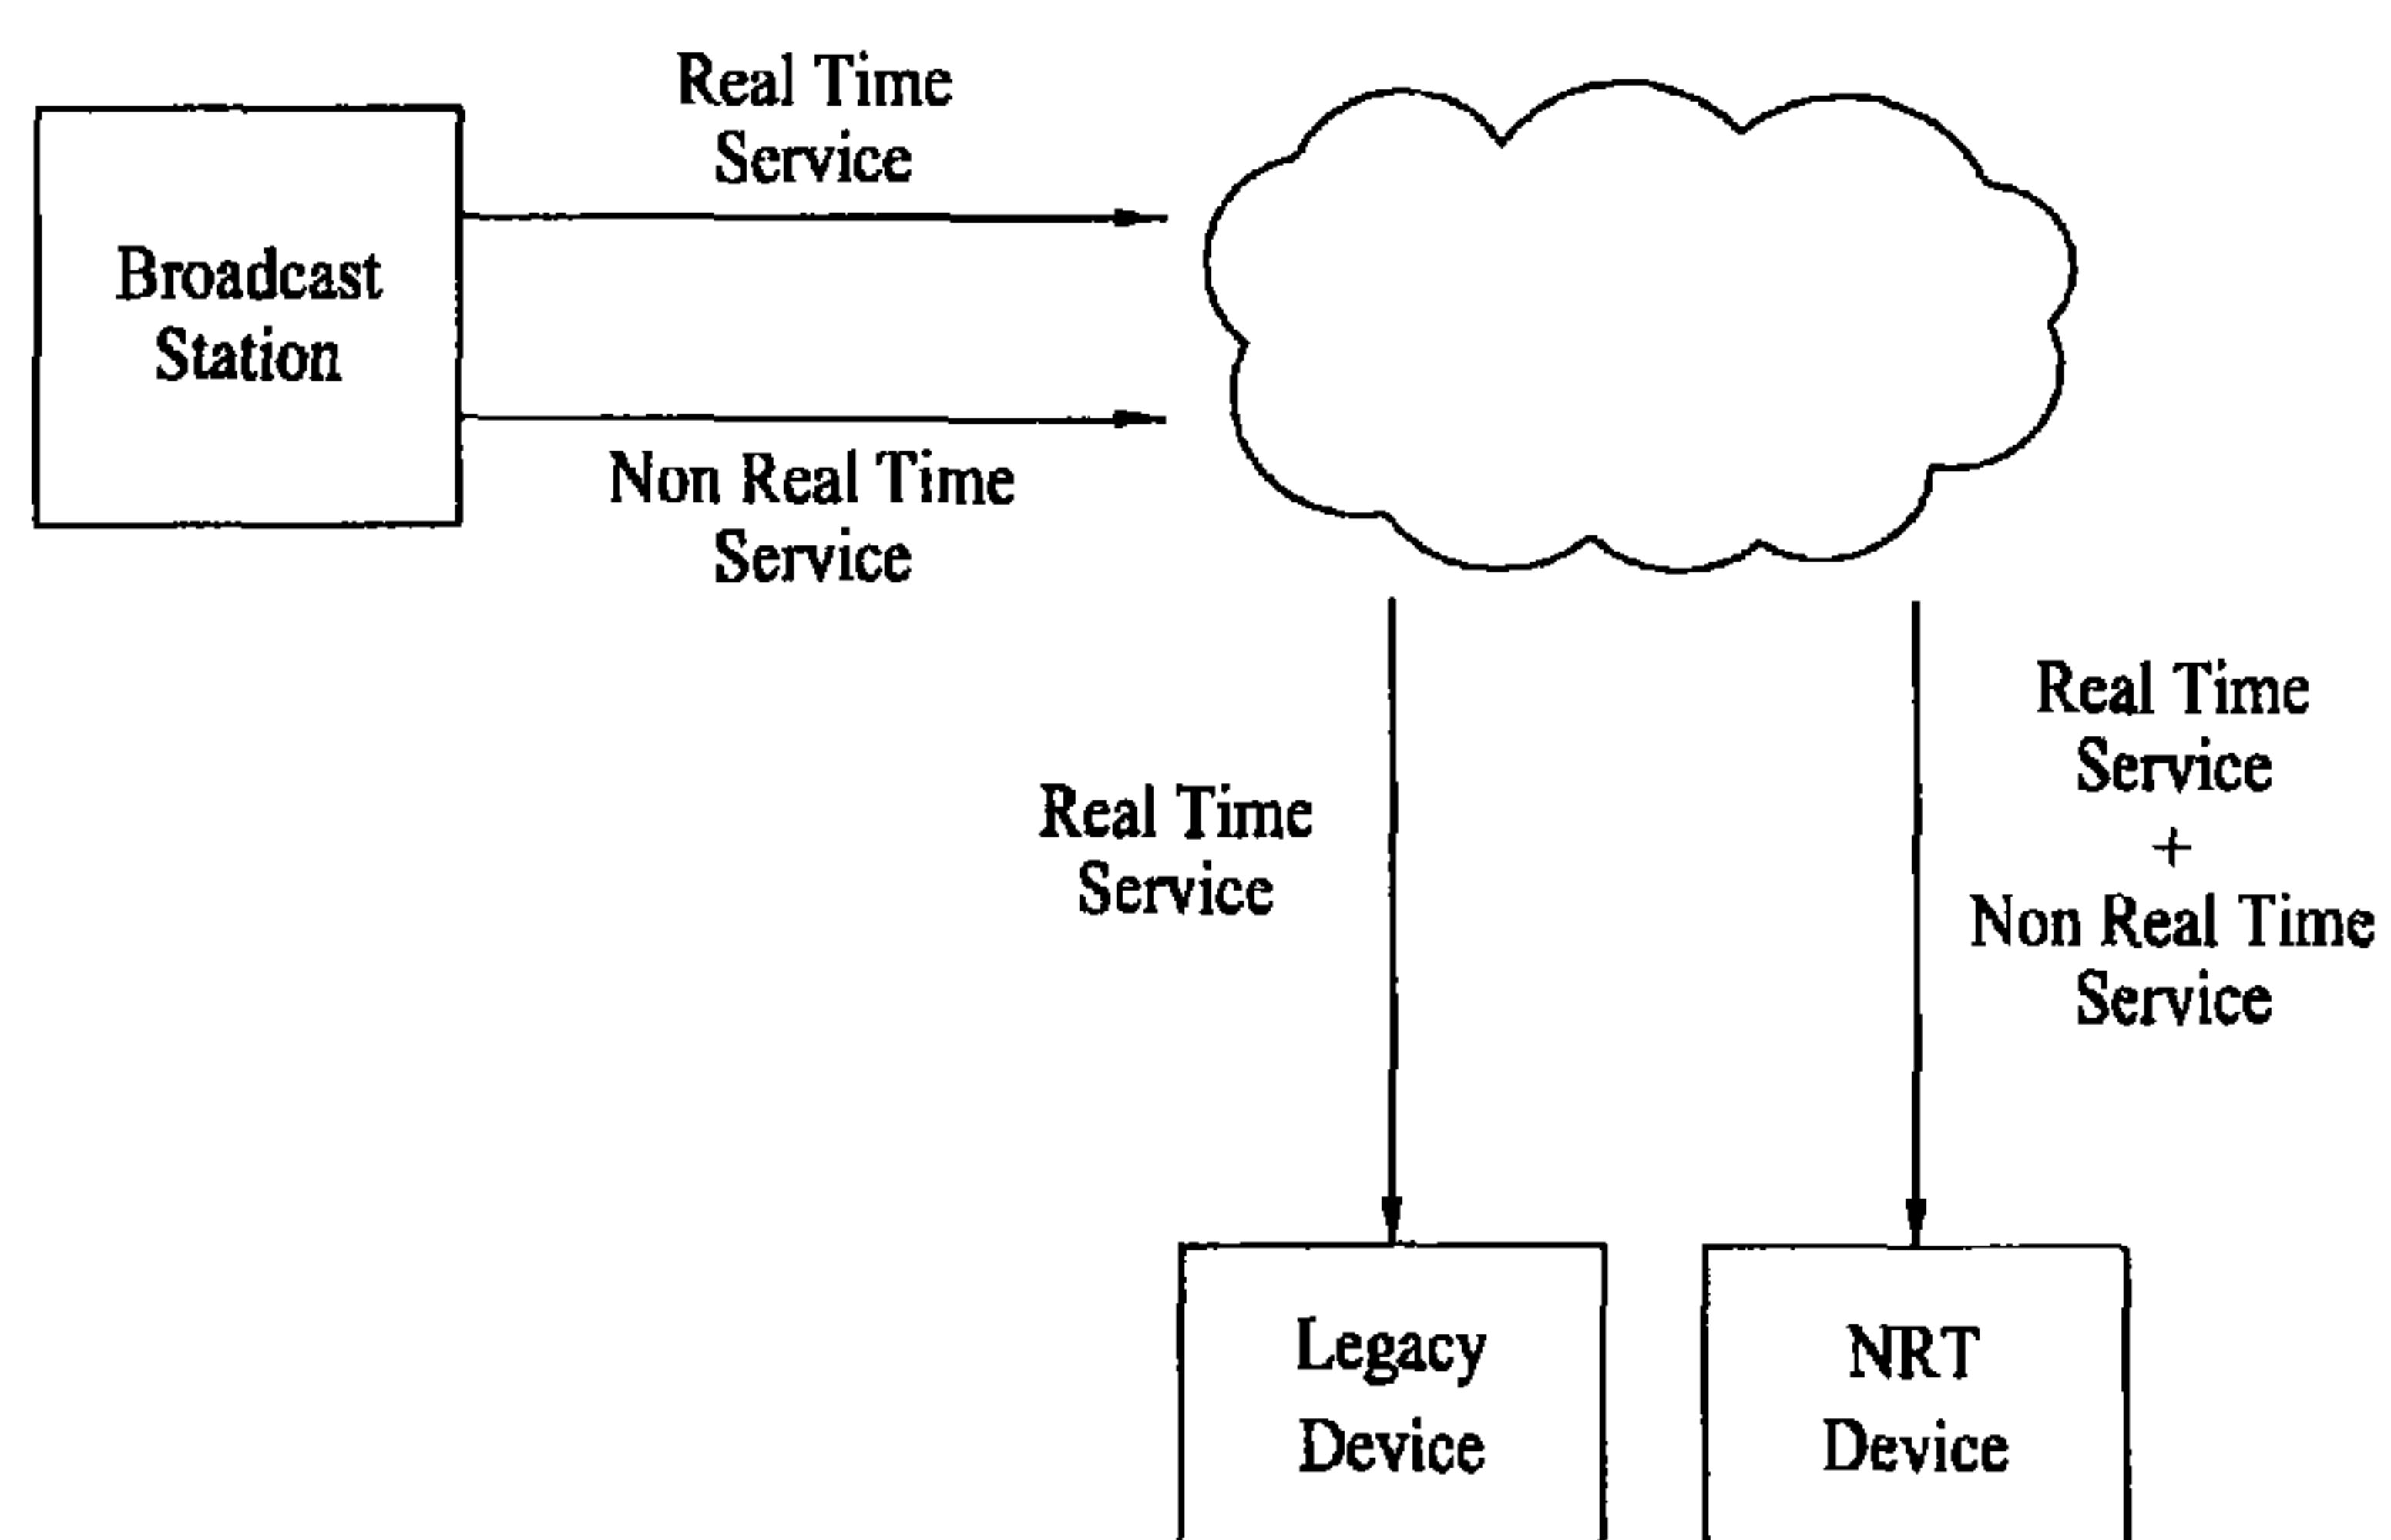 Real Time
Service
Broadcast
Station
Non Real Time
Service
Real Time
Service
Real Time
Service
+
Non Real Time
Service
Legacy
Device
NRT
Device